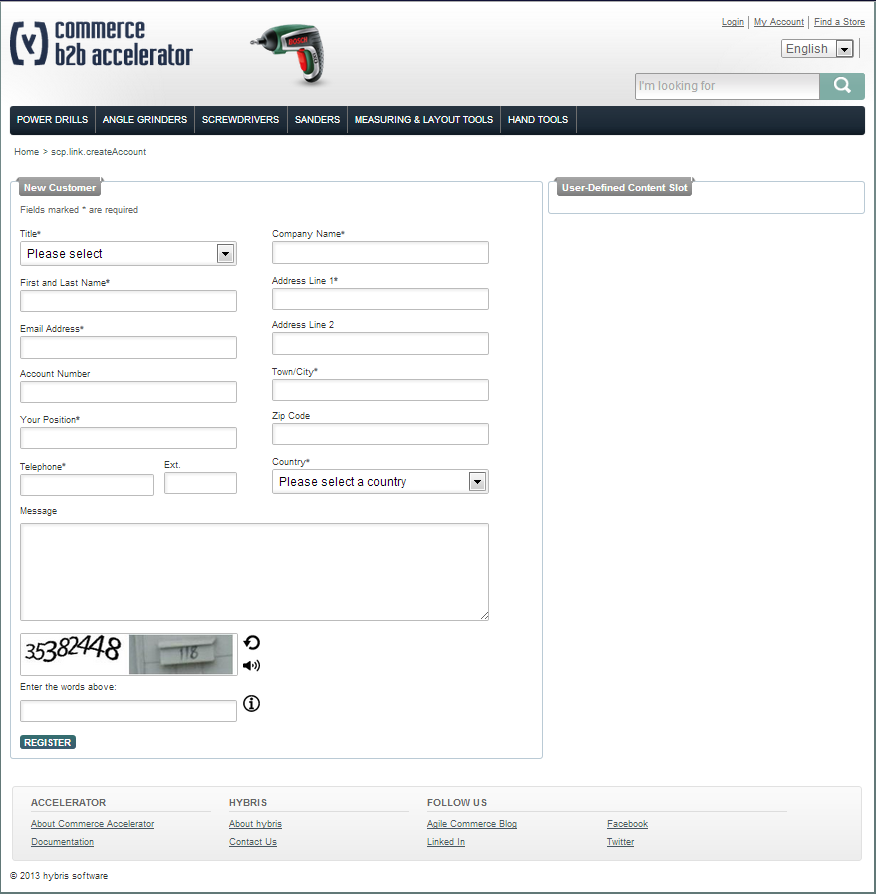 commerce
b2b accelerator
BOSCH
Login My Account Find a Store
English
I'm looking for
POWER DRILLS ANGLE GRINDERS SCREWDRIVERS SANDERS MEASURING & LAYOUT TOOLS HAND TOOLS
Home > scp.link.createAccount
New Customer
Fields marked * are required
Title*
Please select
First and Last Name*
Email Address*
Account Number
Your Position*
Telephone* Ext.
Company Name*
Address Line 1*
Address Line 2
Town/City*
Zip Code
Country*
Please select a country
Message
35382448 118
Enter the words above:
REGISTER
User-Defined Content Slot
ACCELERATOR
About Commerce Accelerator
Documentation
HYBRIS
About hybris
Contact Us
FOLLOW US
Agile Commerce Blog
Linked In
Facebook
Twitter
© 2013 hybris software